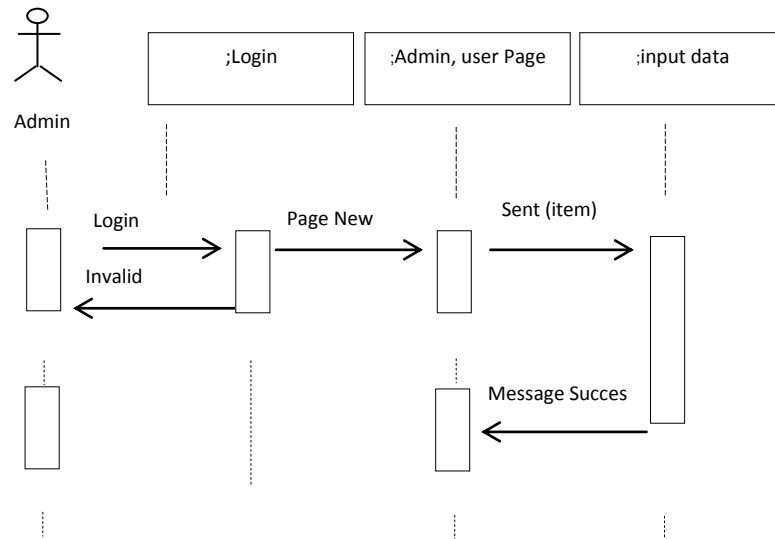 ;Login
;Admin, user Page
;input data
Admin
Login
Page New
Sent (item)
Invalid
Message Succes